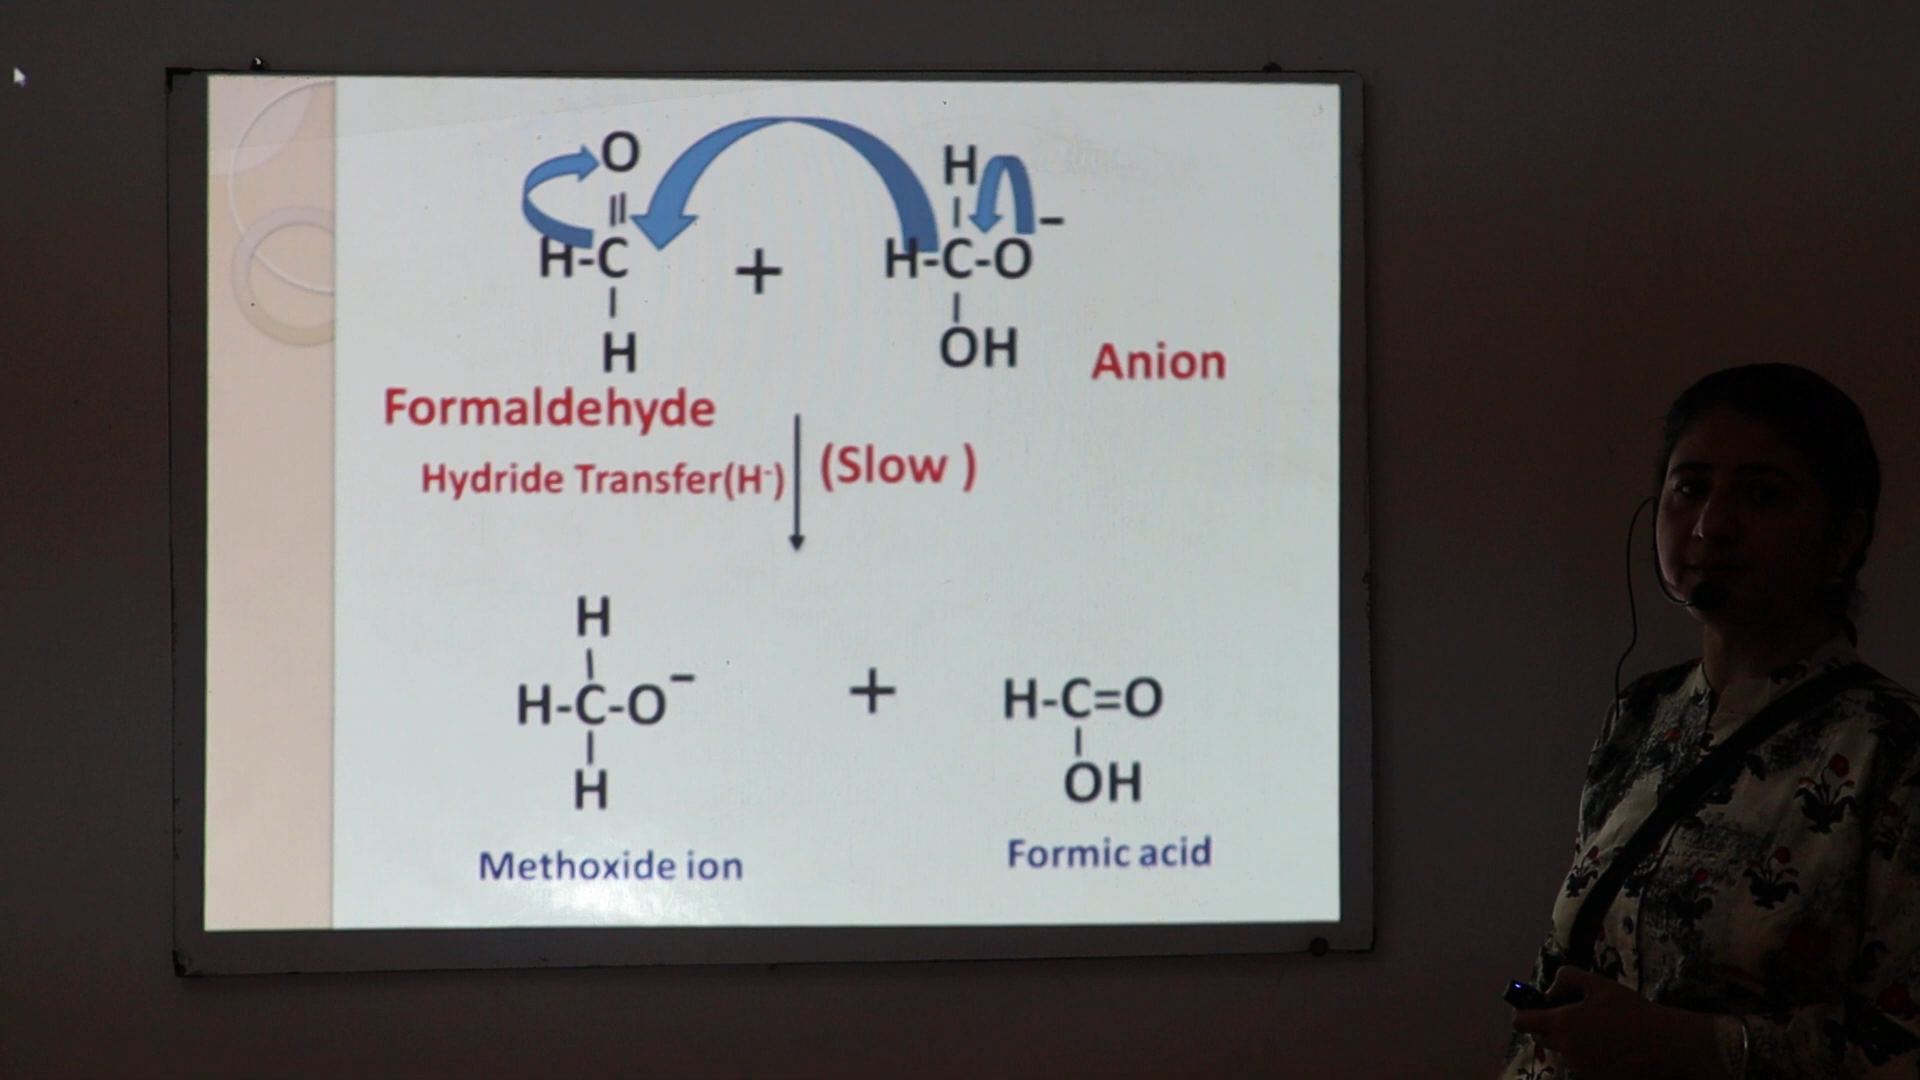 O
||
H-C
|
H
+
H
|
H-C-O⁻
|
OH
Anion
Formaldehyde
Hydride Transfer(H⁻)
(Slow )
H
|
H-C-O⁻
|
H
+
H-C=O
|
OH
Methoxide ion
Formic acid